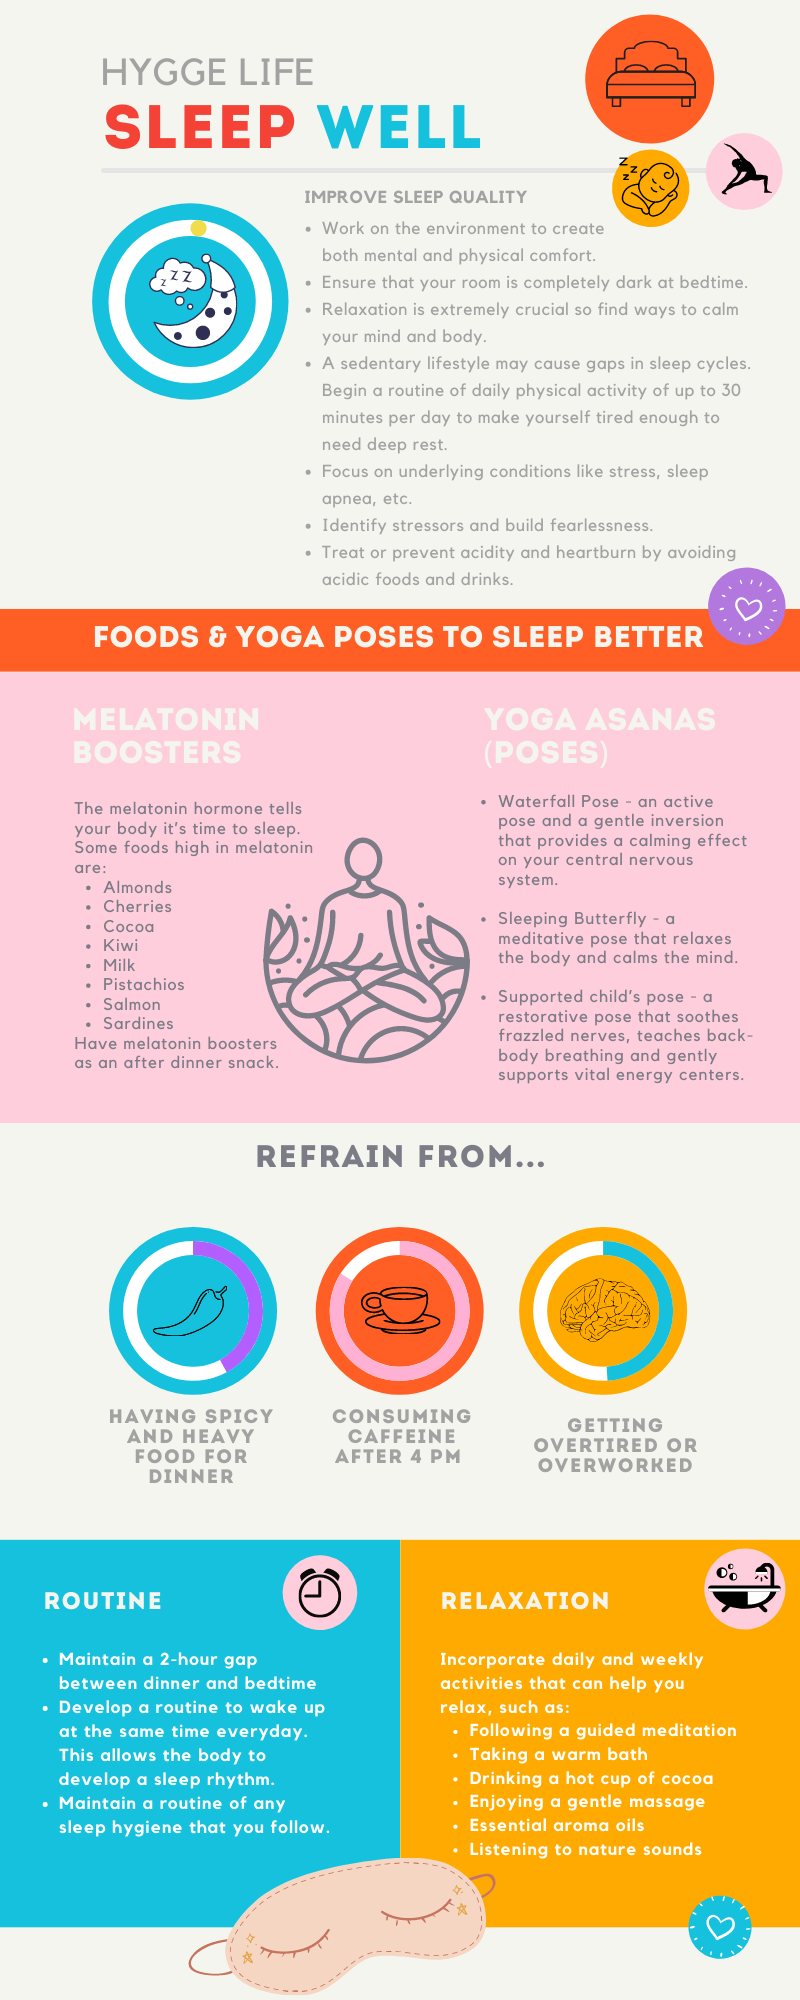 HYGGE LIFE
SLEEP WELL
IMPROVE SLEEP QUALITY
• Work on the environment to create
both mental and physical comfort.
• Ensure that your room is completely dark at bedtime.
• Relaxation is extremely crucial so find ways to calm
your mind and body.
• A sedentary lifestyle may cause gaps in sleep cycles.
Begin a routine of daily physical activity of up to 30
minutes per day to make yourself tired enough to
need deep rest.
• Focus on underlying conditions like stress, sleep
apnea, etc.
• Identify stressors and build fearlessness.
• Treat or prevent acidity and heartburn by avoiding
acidic foods and drinks.
Z Z Z
z z z
FOODS & YOGA POSES TO SLEEP BETTER
MELATONIN
BOOSTERS
The melatonin hormone tells
your body it's time to sleep.
Some foods high in melatonin
are:
• Almonds
• Cherries
• Cocoa
• Kiwi
• Milk
• Pistachios
• Salmon
• Sardines
Have melatonin boosters
as an after dinner snack.
YOGA ASANAS
(POSES)
• Waterfall Pose - an active
pose and a gentle inversion
that provides a calming effect
on your central nervous
system.
• Sleeping Butterfly - a
meditative pose that relaxes
the body and calms the mind.
• Supported child's pose - a
restorative pose that soothes
frazzled nerves, teaches back-
body breathing and gently
supports vital energy centers.
REFRAIN FROM...
HAVING SPICY
AND HEAVY
FOOD FOR
DINNER
CONSUMING
CAFFEINE
AFTER 4 PM
GETTING
OVERTIRED OR
OVERWORKED
ROUTINE
• Maintain a 2-hour gap
between dinner and bedtime
• Develop a routine to wake up
at the same time everyday.
This allows the body to
develop a sleep rhythm.
• Maintain a routine of any
sleep hygiene that you follow.
RELAXATION
Incorporate daily and weekly
activities that can help you
relax, such as:
• Following a guided meditation
• Taking a warm bath
• Drinking a hot cup of cocoa
• Enjoying a gentle massage
• Essential aroma oils
• Listening to nature sounds